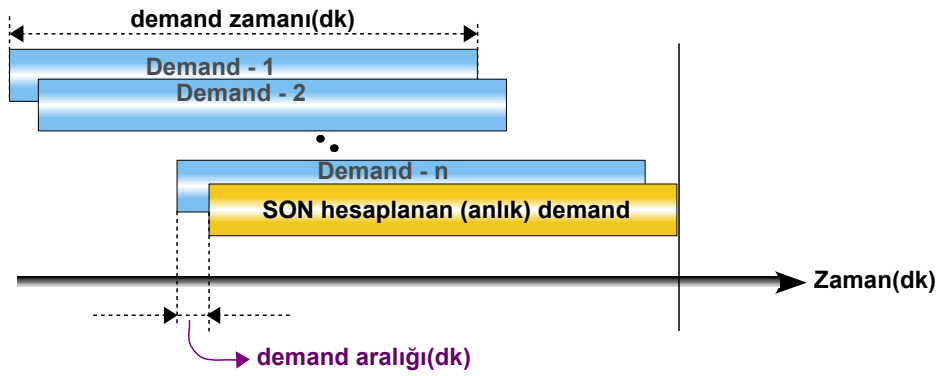 demand zamanı(dk)
Demand - 1
Demand - 2
Demand - n
SON hesaplanan (anlık) demand
Zaman(dk)
demand aralığı(dk)